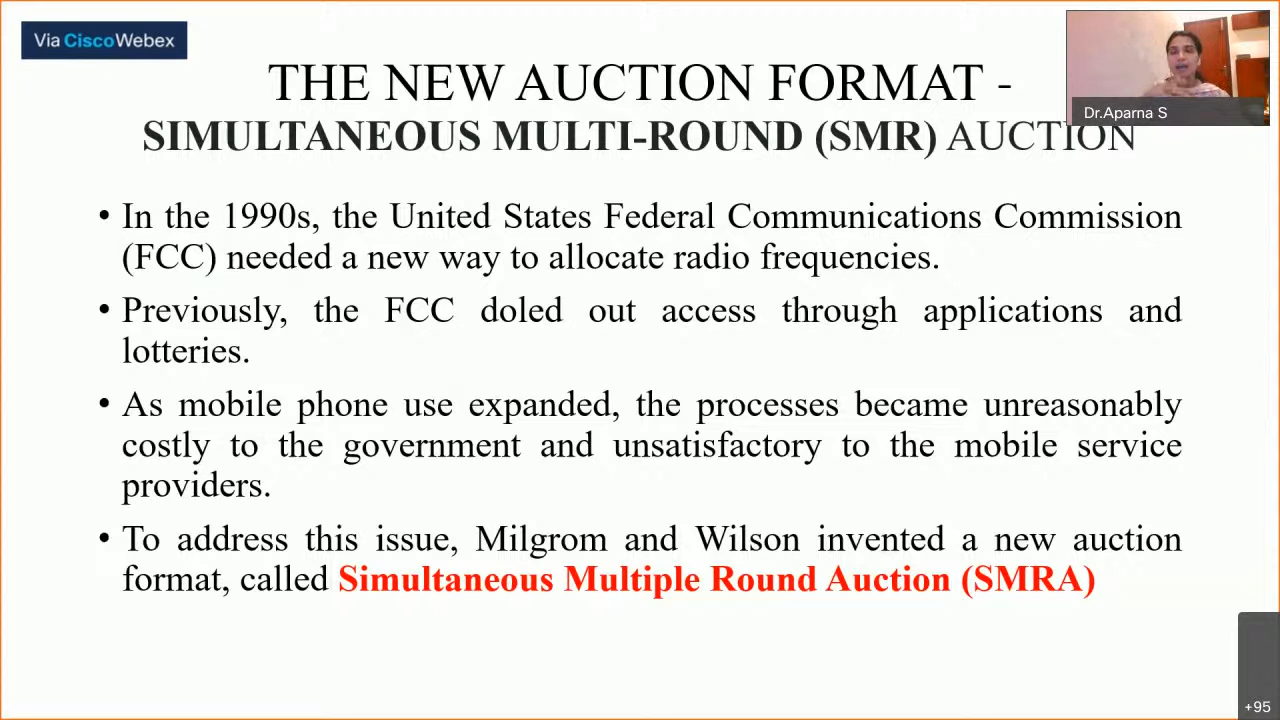 Via CiscoWebex
THE NEW AUCTION FORMAT -
SIMULTANEOUS MULTI-ROUND (SMR) AUCTION
Dr.Aparna S
• In the 1990s, the United States Federal Communications Commission
(FCC) needed a new way to allocate radio frequencies.
• Previously, the FCC doled out access through applications and
lotteries.
• As mobile phone use expanded, the processes became unreasonably
costly to the government and unsatisfactory to the mobile service
providers.
• To address this issue, Milgrom and Wilson invented a new auction
format, called Simultaneous Multiple Round Auction (SMRA)
+95